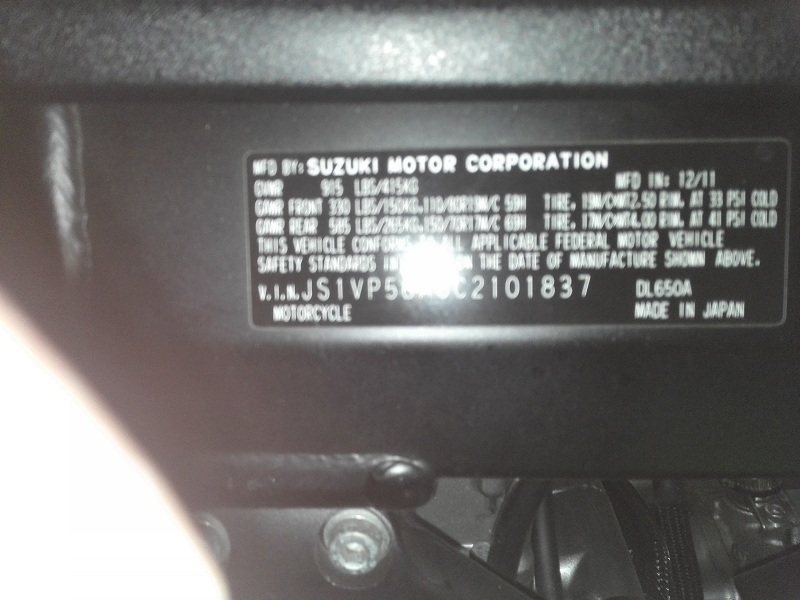 MFD BY: SUZUKI MOTOR CORPORATION
GVWR 915 LBS/415KG MFD IN: 12/11
GAWR FRONT 330 LBS/150KG.110/80R19M/C 59H TIRE. 19M/CXMT2.50 RIM. AT 33 PSI COLD
GAWR REAR 585 LBS/265KG.150/70R17M/C 69H TIRE. 17M/CXMT4.00 RIM. AT 41 PSI COLD
THIS VEHICLE CONFORMS ALL APPLICABLE FEDERAL MOTOR VEHICLE
SAFETY STANDARDS IN THE DATE OF MANUFACTURE SHOWN ABOVE.
V.I.N. DL650A
MOTORCYCLE MADE IN JAPAN